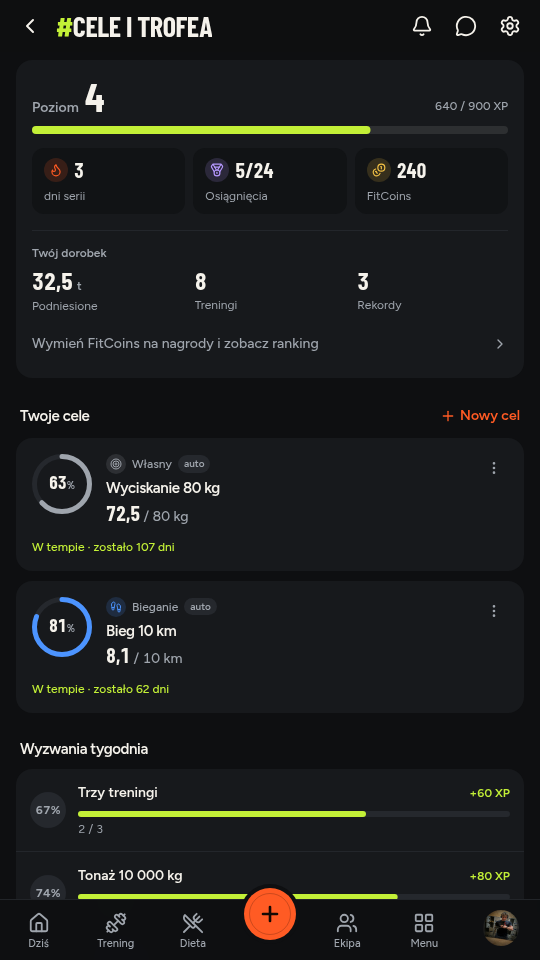 #CELE I TROFEA
Poziom 4
640 / 900 XP
3
dni serii
5/24
Osiągnięcia
240
FitCoins
Twój dorobek
32,5 t
Podniesione
8
Treningi
3
Rekordy
Wymień FitCoins na nagrody i zobacz ranking
Twoje cele
+ Nowy cel
63%
Własny auto
Wyciskanie 80 kg
72,5 / 80 kg
W tempie · zostało 107 dni
81%
Bieganie auto
Bieg 10 km
8,1 / 10 km
W tempie · zostało 62 dni
Wyzwania tygodnia
67%
Trzy treningi
+60 XP
2 / 3
74%
Tonaż 10 000 kg
+80 XP
Dziś
Trening
Dieta
Ekipa
Menu